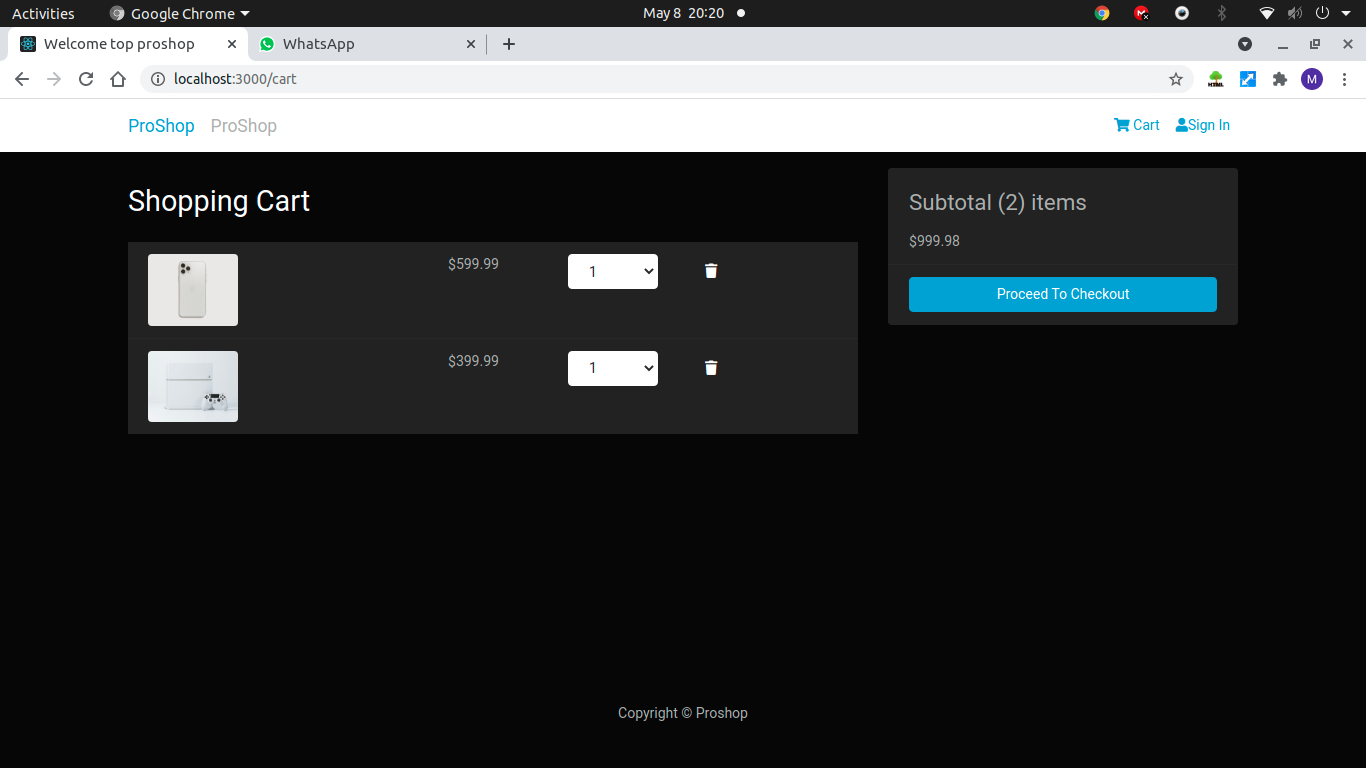 Activities Google Chrome May 8 20:20
Welcome top proshop WhatsApp
localhost:3000/cart M
ProShop ProShop Cart Sign In
Shopping Cart
$599.99 1
$399.99 1
Subtotal (2) items
$999.98
Proceed To Checkout
Copyright © Proshop